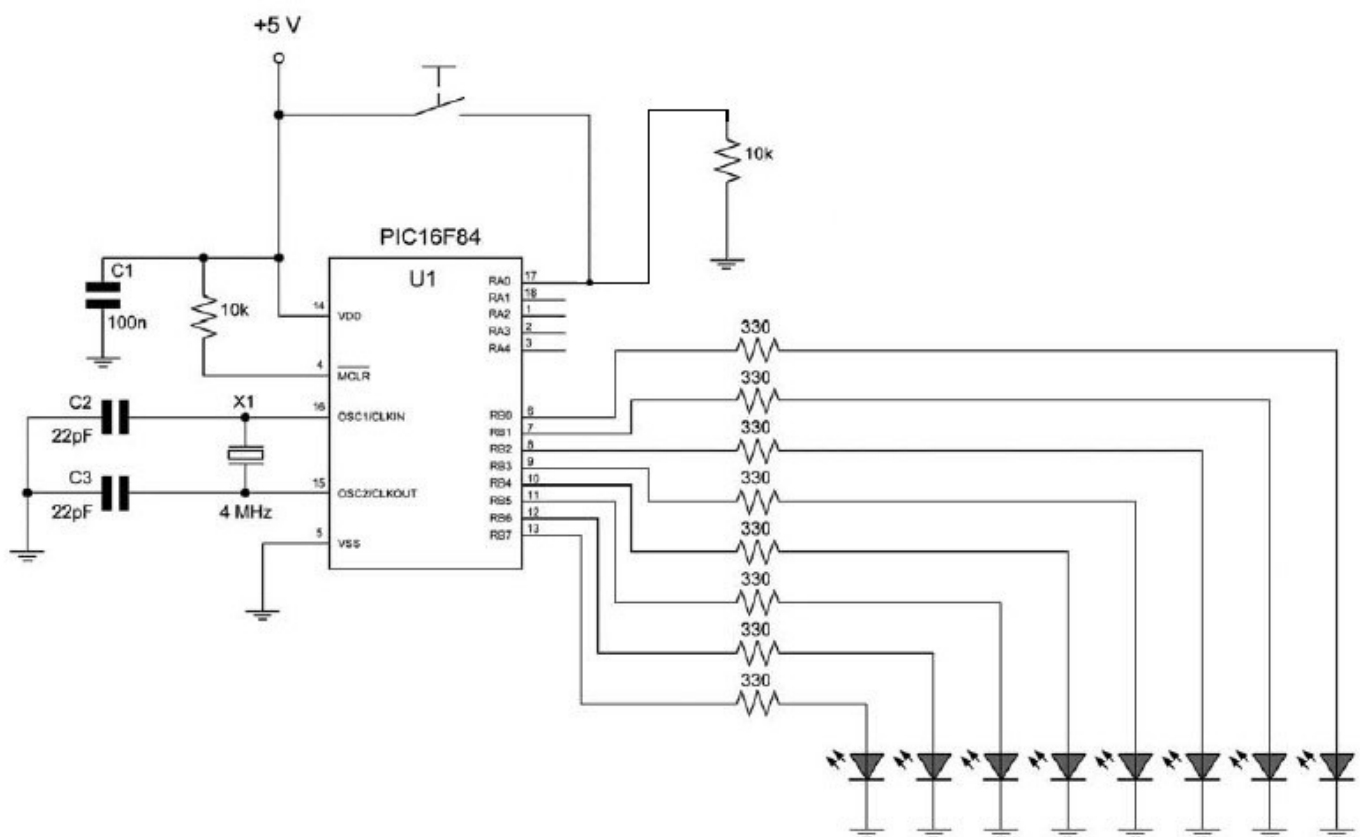 +5 V
10k
PIC16F84
U1
C1
100n
10k
14
VDD
4
MCLR
C2
22pF
X1
16
OSC1/CLKIN
C3
22pF
4 MHz
15
OSC2/CLKOUT
5
VSS
RA0
17
RA1
18
RA2
1
RA3
2
RA4
3
RB0
6
RB1
7
RB2
8
RB3
9
RB4
10
RB5
11
RB6
12
RB7
13
330
330
330
330
330
330
330
330